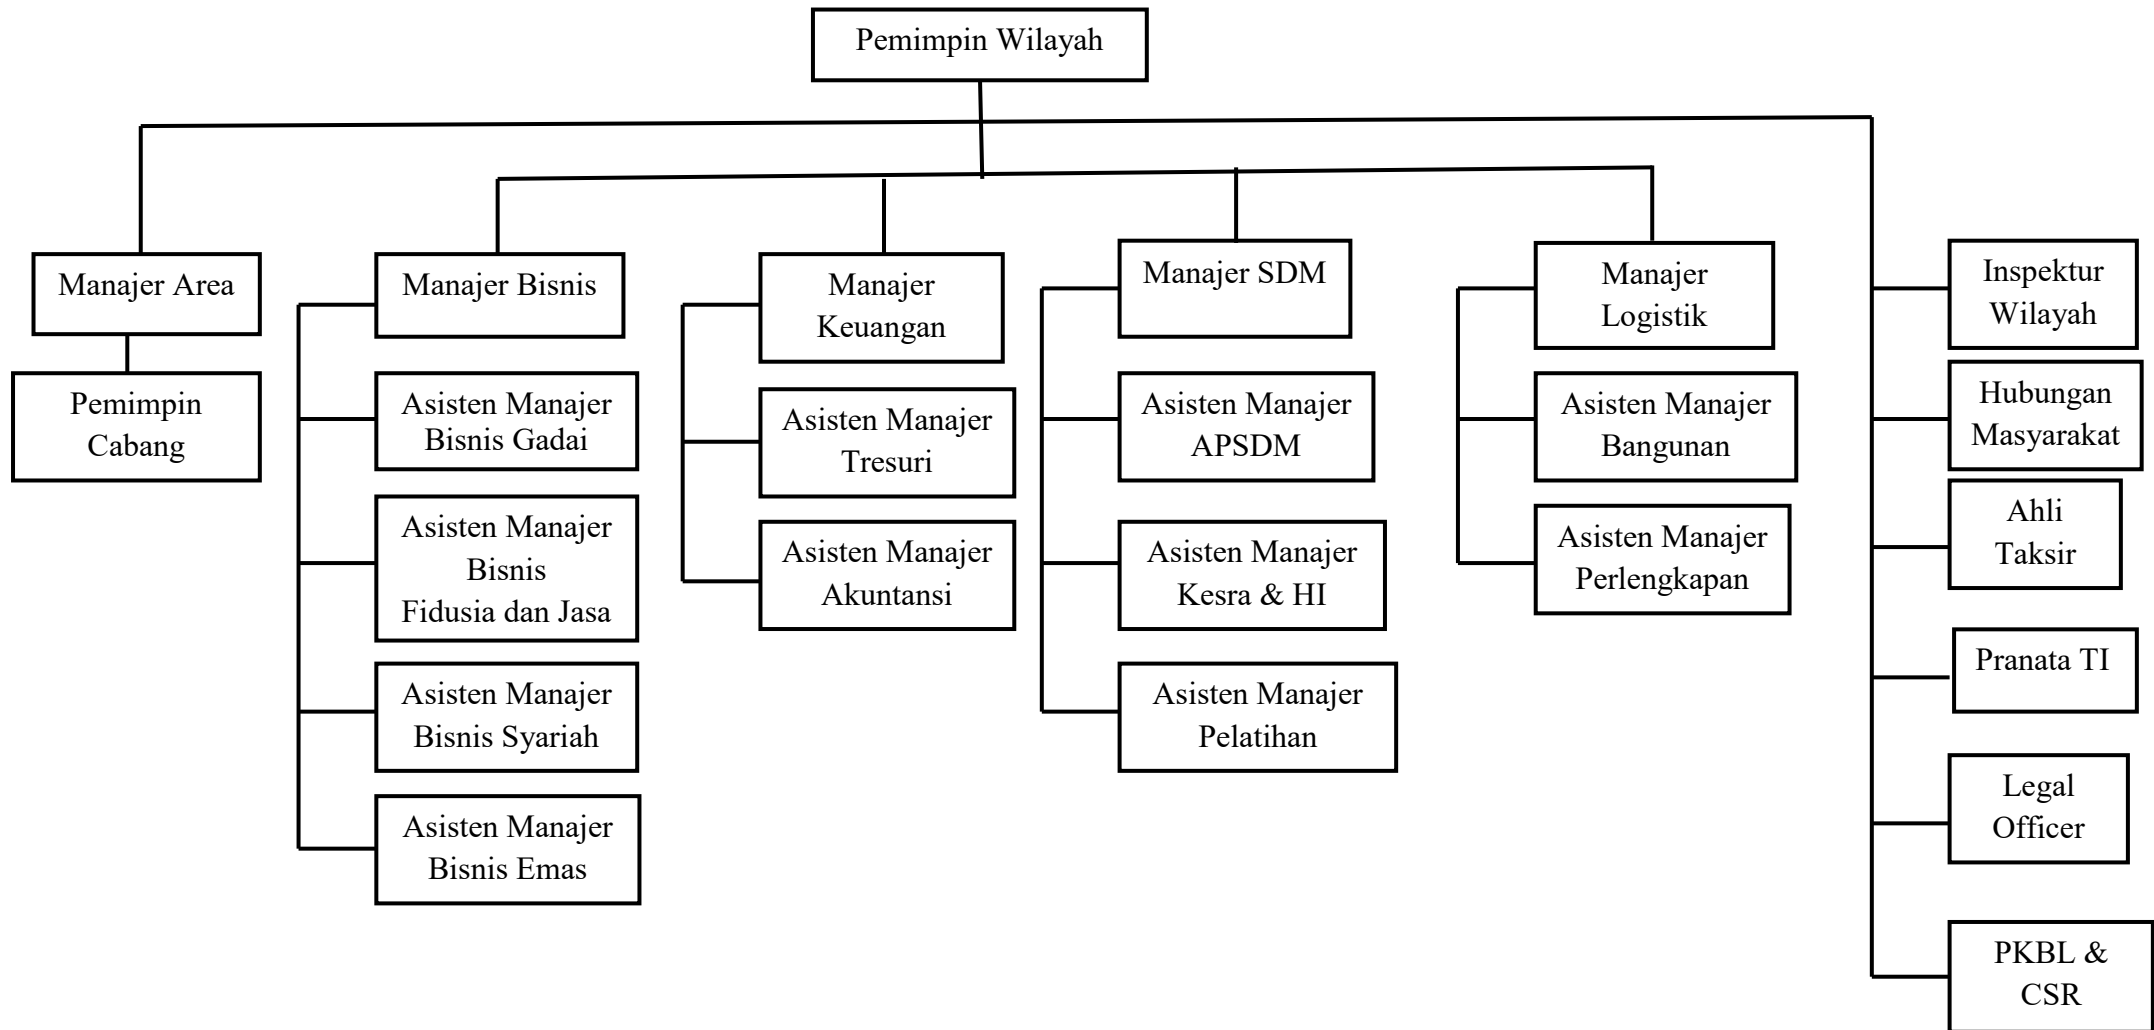 Pemimpin Wilayah
Manajer Area
Pemimpin
Cabang
Manajer Bisnis
Asisten Manajer
Bisnis Gadai
Asisten Manajer
Bisnis
Fidusia dan Jasa
Asisten Manajer
Bisnis Syariah
Asisten Manajer
Bisnis Emas
Manajer
Keuangan
Asisten Manajer
Tresuri
Asisten Manajer
Akuntansi
Manajer SDM
Asisten Manajer
APSDM
Asisten Manajer
Kesra & HI
Asisten Manajer
Pelatihan
Manajer
Logistik
Asisten Manajer
Bangunan
Asisten Manajer
Perlengkapan
Inspektur
Wilayah
Hubungan
Masyarakat
Ahli
Taksir
Pranata TI
Legal
Officer
PKBL &
CSR